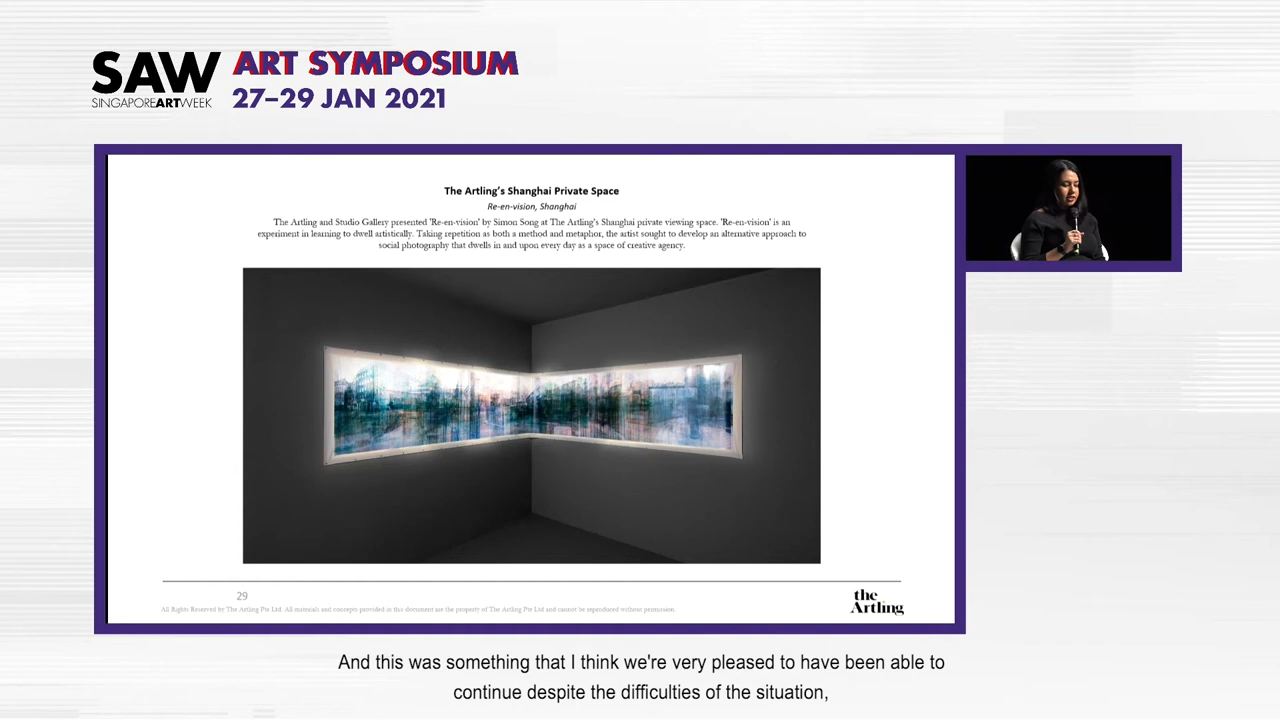 SAW ART SYMPOSIUM
SINGAPOREARTWEEK 27–29 JAN 2021
The Artling's Shanghai Private Space
Re-en-vision, Shanghai
The Artling and Studio Gallery presented 'Re-en-vision' by Simon Song at The Artling's Shanghai private viewing space. 'Re-en-vision' is an
experiment in learning to dwell artistically. Taking repetition as both a method and metaphor, the artist sought to develop an alternative approach to
social photography that dwells in and upon every day as a space of creative agency.
29
All Rights Reserved by The Artling Pte Ltd. All materials and concepts provided in this document are the property of The Artling Pte Ltd and cannot be reproduced without permission.
the
Artling
And this was something that I think we're very pleased to have been able to
continue despite the difficulties of the situation,